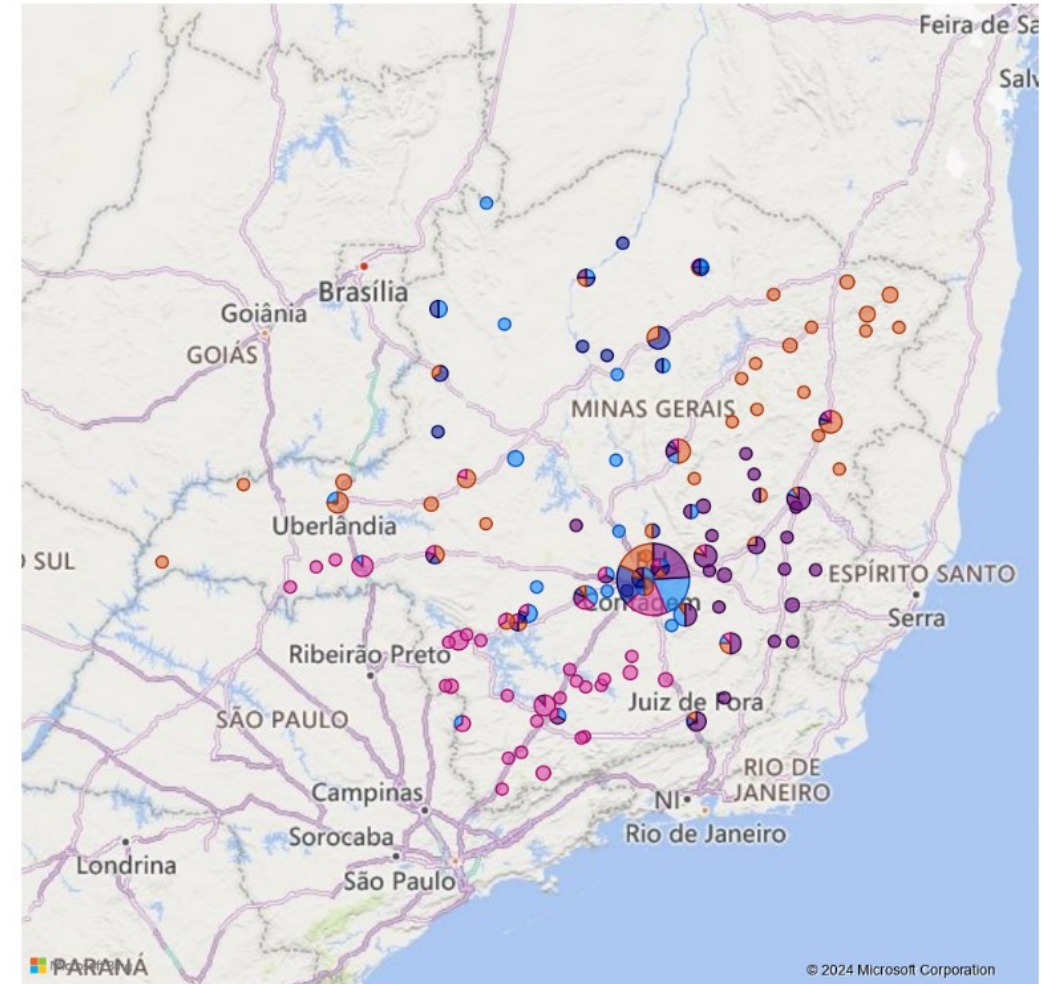 Feira de Sa
Salv
Brasília
Goiânia
GOIÁS
MINAS GERAIS
Uberlândia
O SUL
ESPÍRITO SANTO
Contagem
Serra
Ribeirão Preto
Juiz de Fora
SÃO PAULO
RIO DE
JANEIRO
Campinas
NI
Rio de Janeiro
Sorocaba
Londrina
São Paulo
PARANÁ
© 2024 Microsoft Corporation